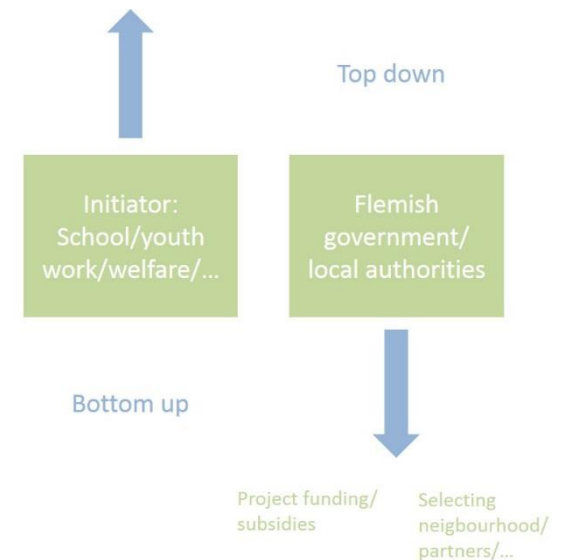 Top down
Initiator:
School/youth
work/welfare/...
Flemish
government/
local authorities
Bottom up
Project funding/
subsidies
Selecting
neigbourhood/
partners/...